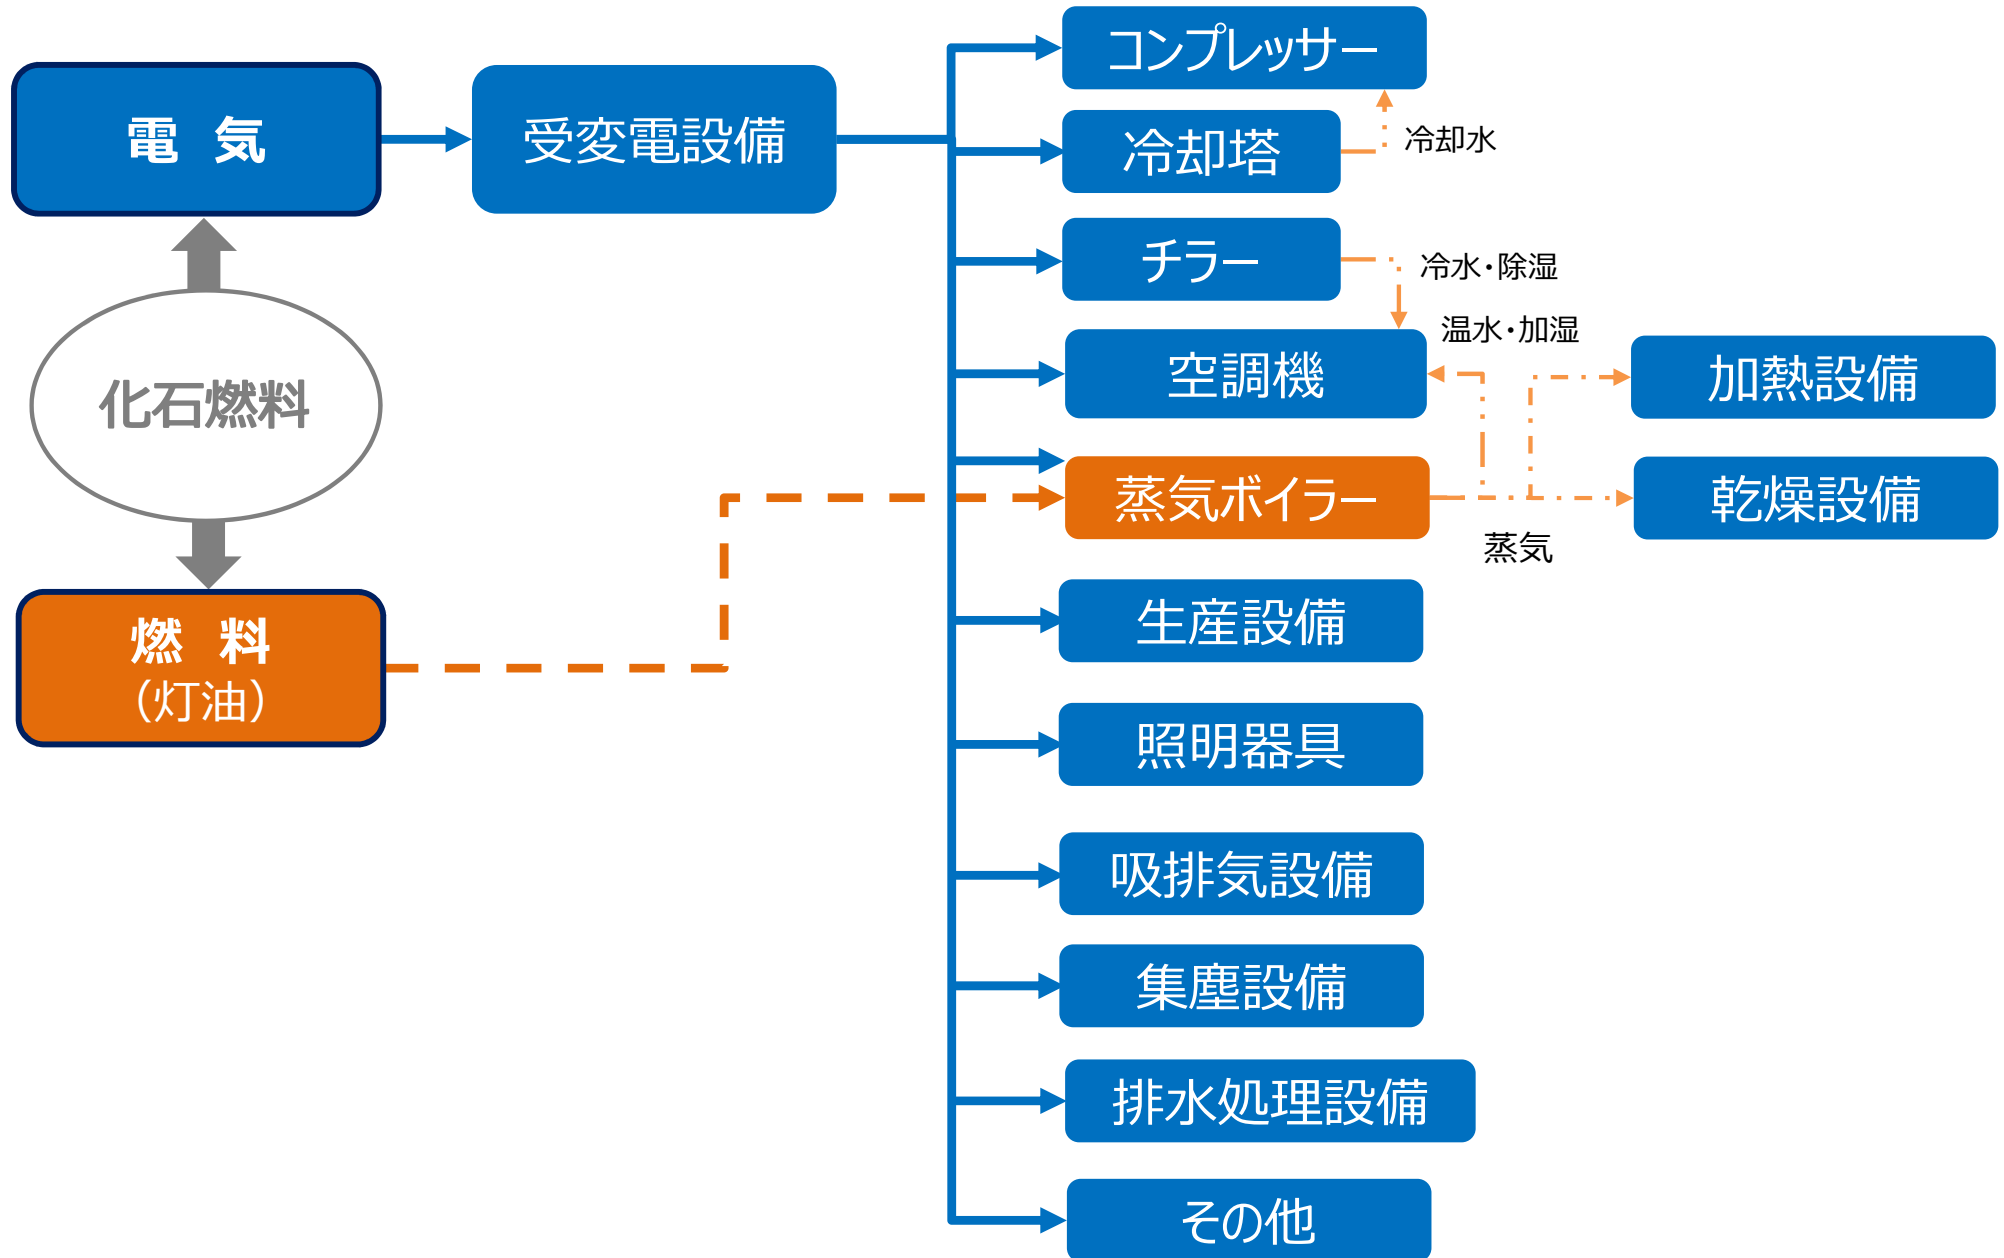 電 気
受変電設備
化石燃料
燃 料
（灯油）
コンプレッサー
冷却塔
冷却水
チラー
冷水・除湿
温水・加湿
空調機
加熱設備
蒸気ボイラー
乾燥設備
蒸気
生産設備
照明器具
吸排気設備
集塵設備
排水処理設備
その他